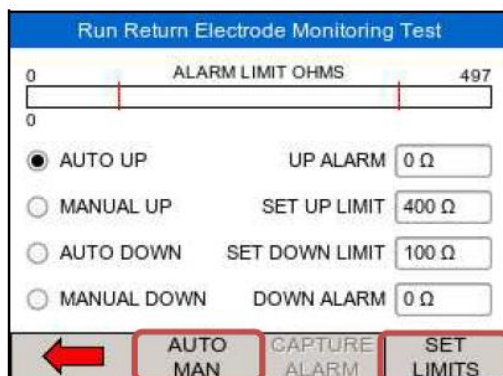 Run Return Electrode Monitoring Test
0 ALARM LIMIT OHMS 497
0
AUTO UP UP ALARM 0 Ω
MANUAL UP SET UP LIMIT 400 Ω
AUTO DOWN SET DOWN LIMIT 100 Ω
MANUAL DOWN DOWN ALARM 0 Ω
AUTO CAPTURE SET
MAN ALARM LIMITS